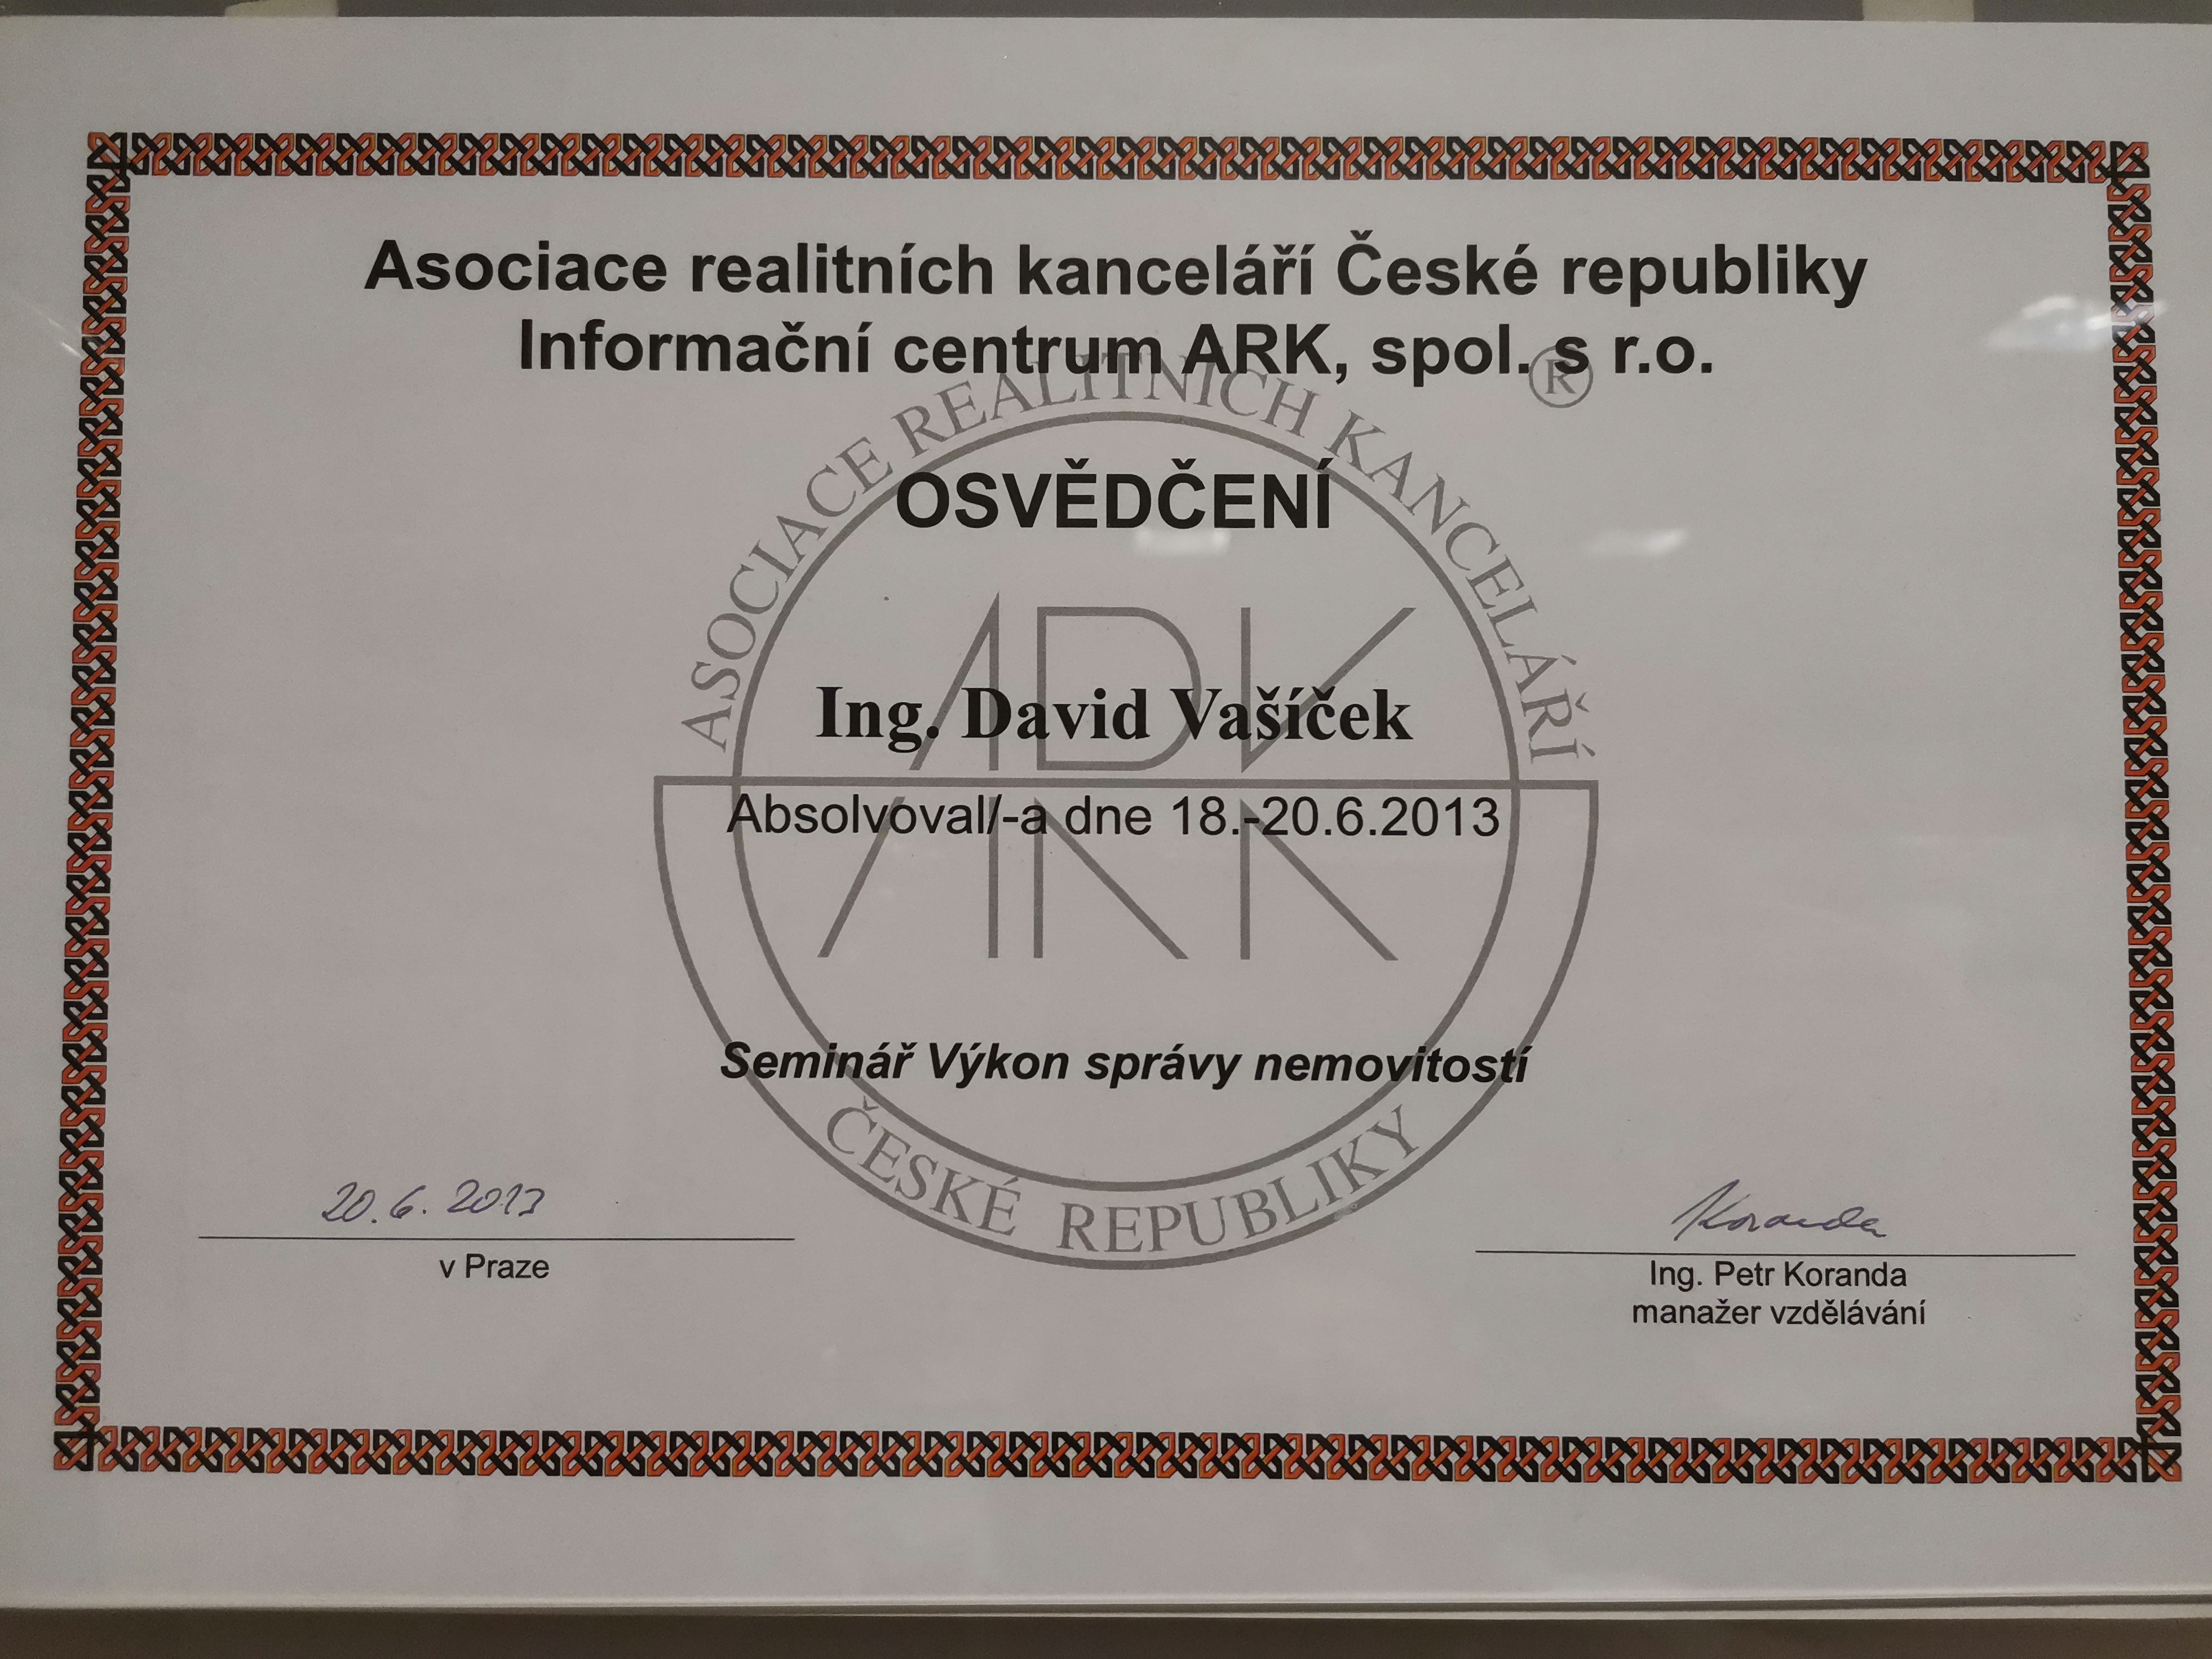 Asociace realitních kanceláří České republiky
Informační centrum ARK, spol. s r.o.
ASOCIACE REALITNÍCH KANCELÁŘÍ
®
OSVĚDČENÍ
ARK
Ing. David Vašíček
Absolvoval/-a dne 18.-20.6.2013
Seminář Výkon správy nemovitostí
ČESKÉ REPUBLIKY
20.6.2013
v Praze
Koranda
Ing. Petr Koranda
manažer vzdělávání